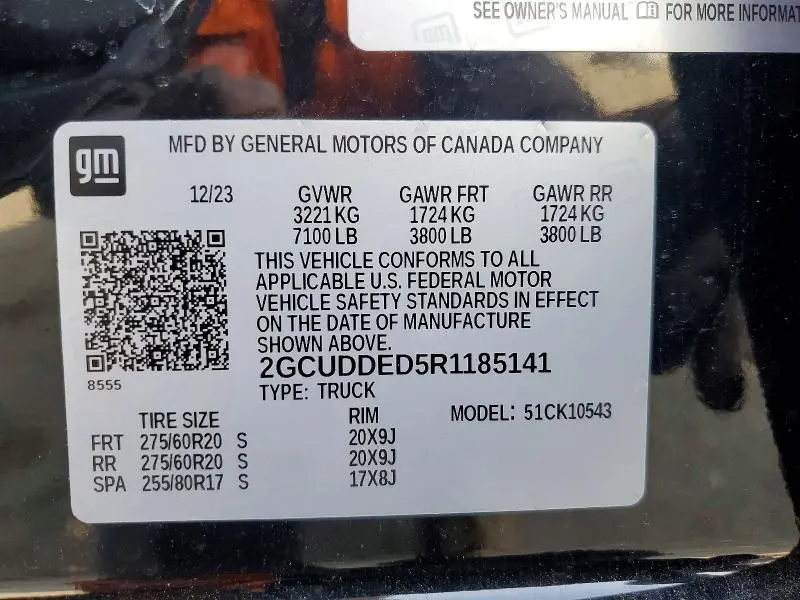 SEE OWNER'S MANUAL FOR MORE INFORMAT
gm
MFD BY GENERAL MOTORS OF CANADA COMPANY
12/23 GVWR GAWR FRT GAWR RR
3221 KG 1724 KG 1724 KG
7100 LB 3800 LB 3800 LB
THIS VEHICLE CONFORMS TO ALL
APPLICABLE U.S. FEDERAL MOTOR
VEHICLE SAFETY STANDARDS IN EFFECT
ON THE DATE OF MANUFACTURE
SHOWN ABOVE.
8555
2GCUDDED5R1185141
TYPE: TRUCK
TIRE SIZE RIM MODEL: 51CK10543
FRT 275/60R20 S 20X9J
RR 275/60R20 S 20X9J
SPA 255/80R17 S 17X8J